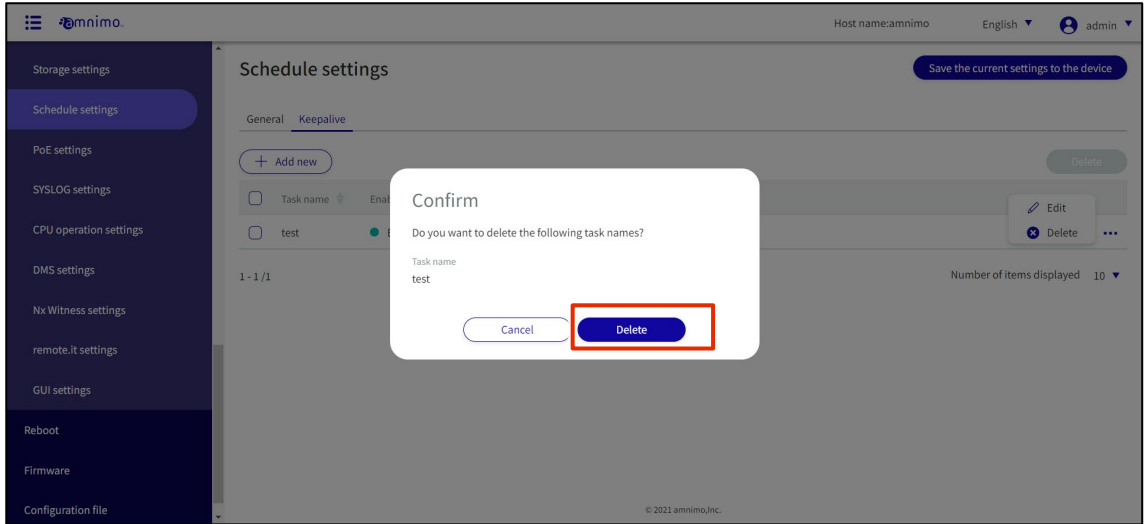 amnimo
Host name:amnimo
English
admin
Storage settings
Schedule settings
PoE settings
SYSLOG settings
CPU operation settings
DMS settings
Nx Witness settings
remote.it settings
GUI settings
Reboot
Firmware
Configuration file
Schedule settings
Save the current settings to the device
General Keepalive
+ Add new
Delete
Task name
test
Edit
Delete
1 - 1 /1
Number of items displayed 10
Confirm
Do you want to delete the following task names?
Task name
test
Cancel Delete
© 2021 amnimo,Inc.